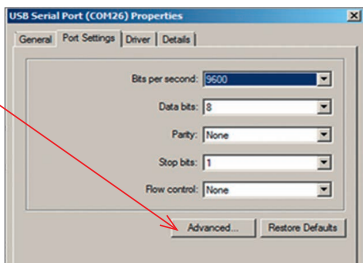 USB Serial Port (COM26) Properties
General Port Settings Driver Details
Bits per second: 9600
Data bits: 8
Parity: None
Stop bits: 1
Flow control: None
Advanced... Restore Defaults